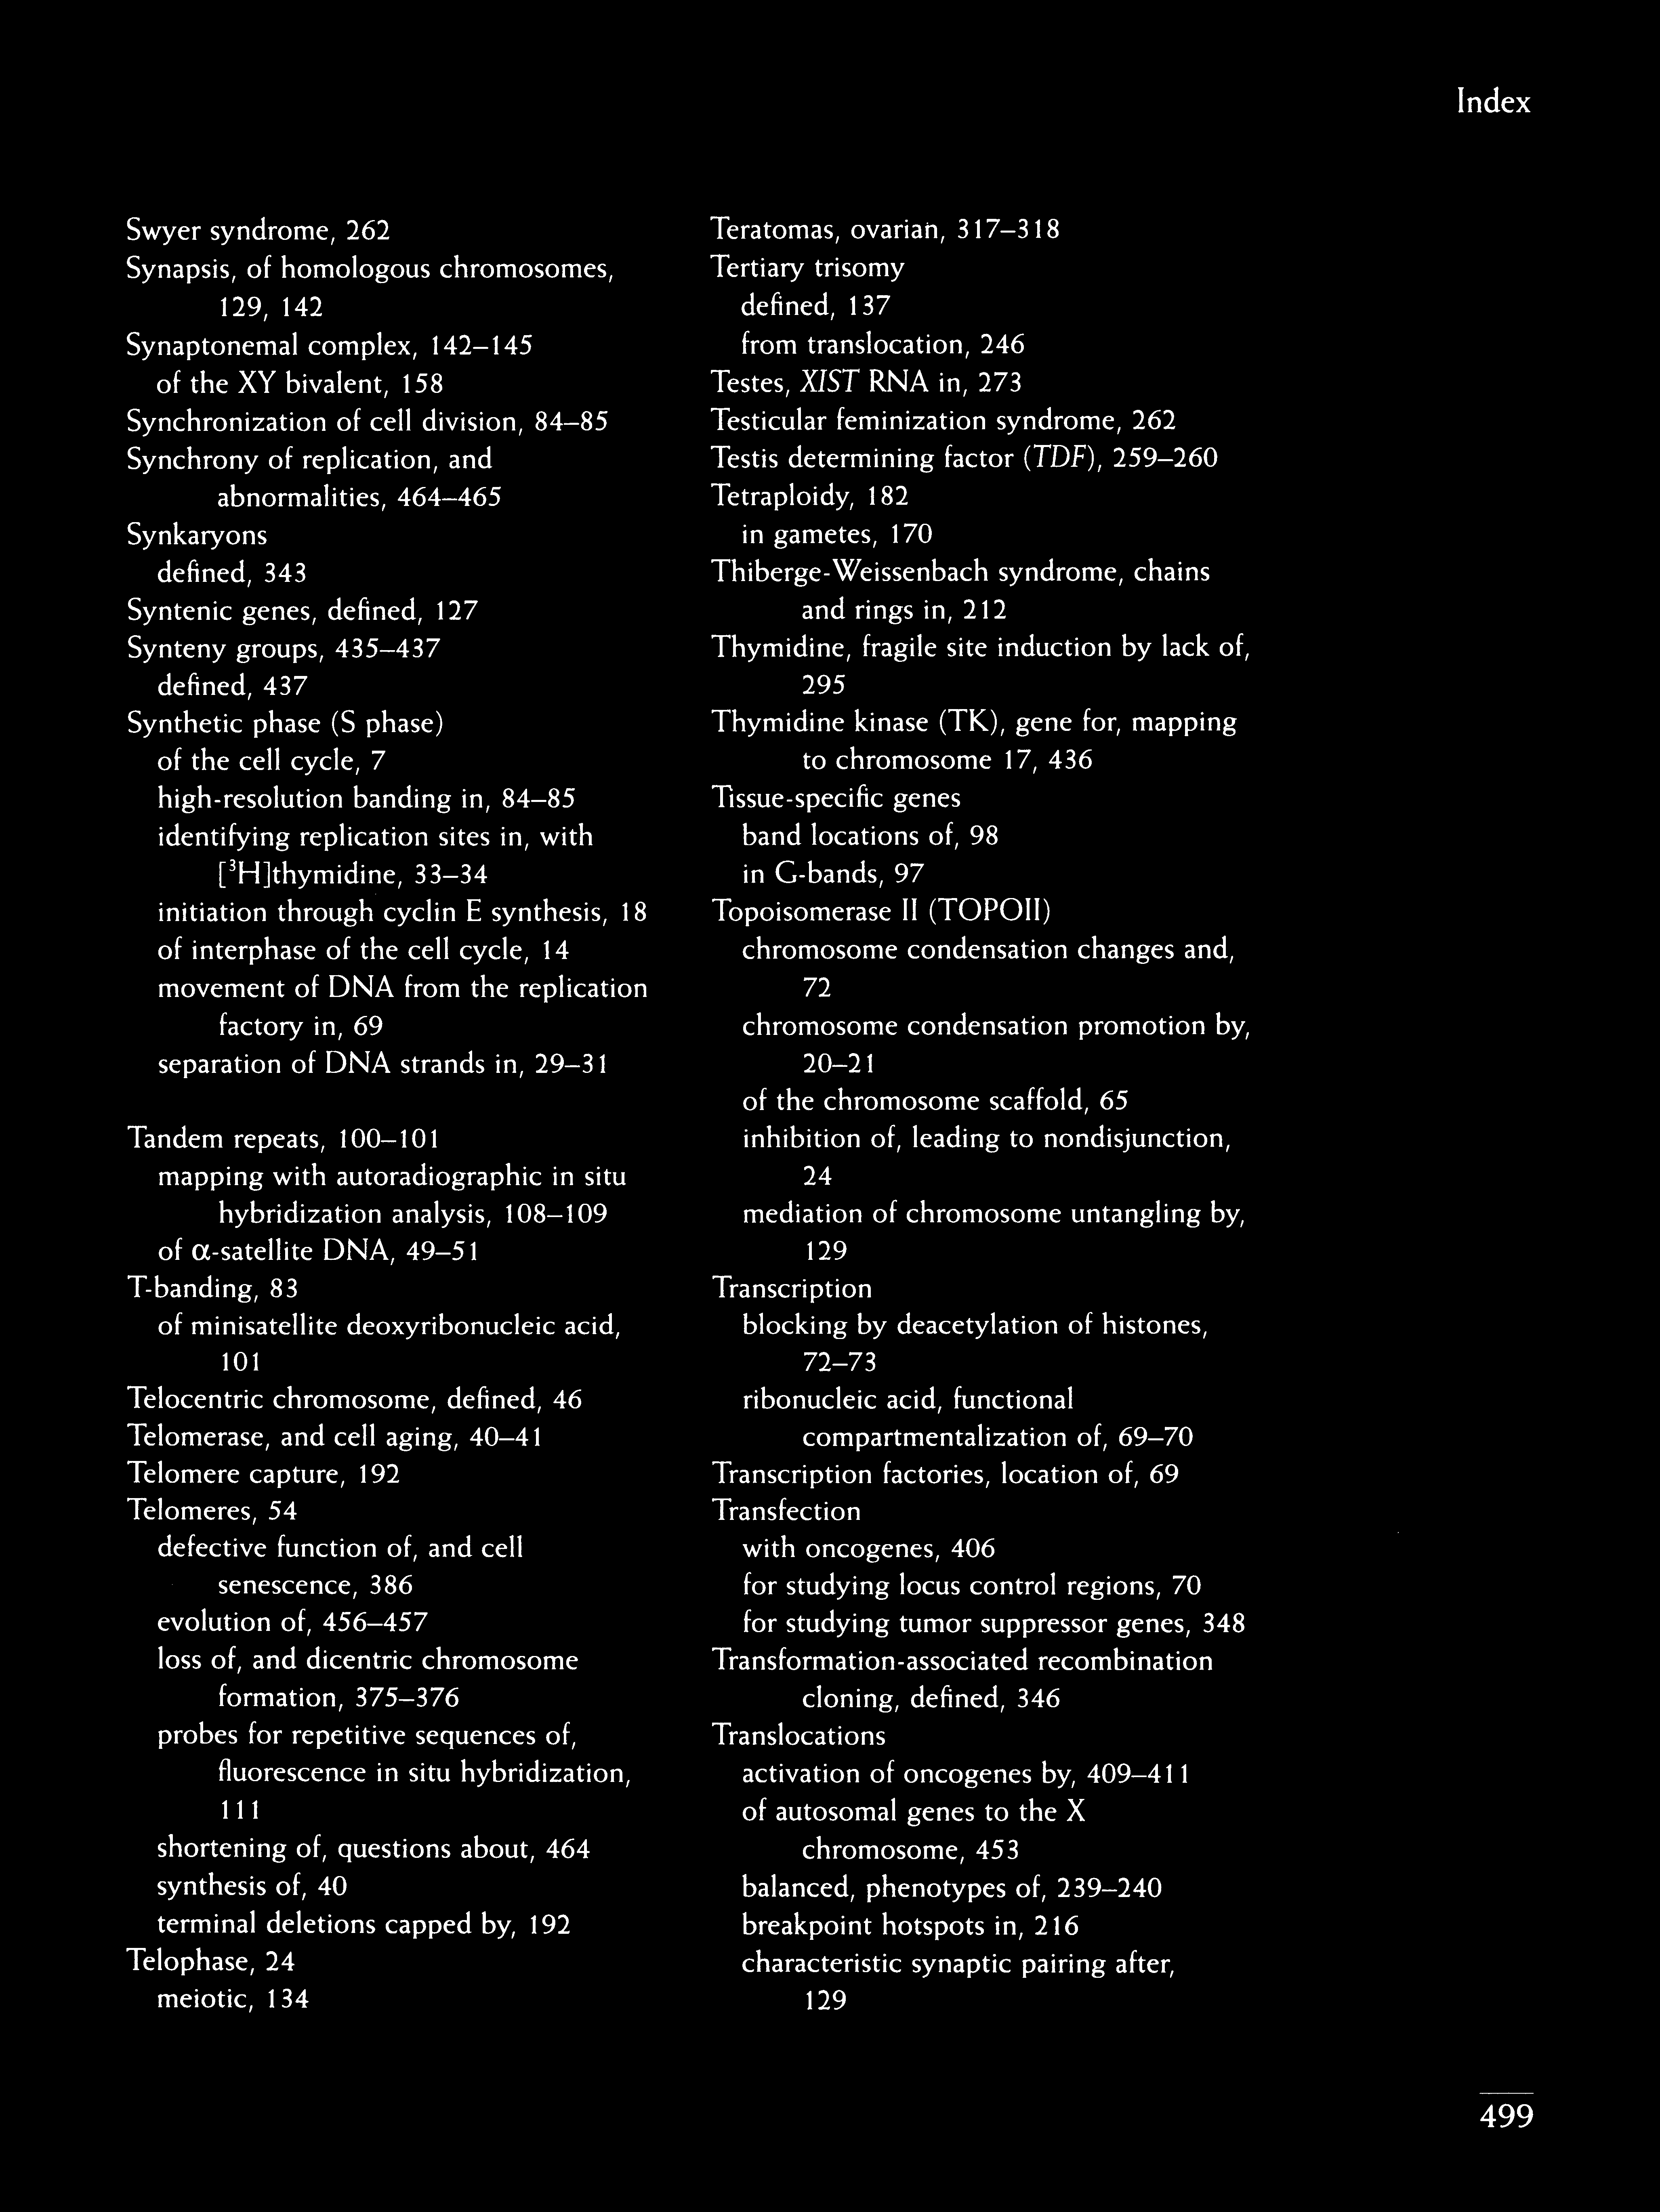 Index
Swyer syndrome, 262
Synapsis, of homologous chromosomes,
129, 142
Synaptonemal complex, 142–145
of the XY bivalent, 158
Synchronization of cell division, 84–85
Synchrony of replication, and
abnormalities, 464–465
Synkaryons
defined, 343
Syntenic genes, defined, 127
Synteny groups, 435–437
defined, 437
Synthetic phase (S phase)
of the cell cycle, 7
high-resolution banding in, 84–85
identifying replication sites in, with
[³H]thymidine, 33–34
initiation through cyclin E synthesis, 18
of interphase of the cell cycle, 14
movement of DNA from the replication
factory in, 69
separation of DNA strands in, 29–31
Tandem repeats, 100–101
mapping with autoradiographic in situ
hybridization analysis, 108–109
of α-satellite DNA, 49–51
T-banding, 83
of minisatellite deoxyribonucleic acid,
101
Telocentric chromosome, defined, 46
Telomerase, and cell aging, 40–41
Telomere capture, 192
Telomeres, 54
defective function of, and cell
senescence, 386
evolution of, 456–457
loss of, and dicentric chromosome
formation, 375–376
probes for repetitive sequences of,
fluorescence in situ hybridization,
111
shortening of, questions about, 464
synthesis of, 40
terminal deletions capped by, 192
Telophase, 24
meiotic, 134
Teratomas, ovarian, 317–318
Tertiary trisomy
defined, 137
from translocation, 246
Testes, XIST RNA in, 273
Testicular feminization syndrome, 262
Testis determining factor (TDF), 259–260
Tetraploidy, 182
in gametes, 170
Thiberge-Weissenbach syndrome, chains
and rings in, 212
Thymidine, fragile site induction by lack of,
295
Thymidine kinase (TK), gene for, mapping
to chromosome 17, 436
Tissue-specific genes
band locations of, 98
in G-bands, 97
Topoisomerase II (TOPOII)
chromosome condensation changes and,
72
chromosome condensation promotion by,
20–21
of the chromosome scaffold, 65
inhibition of, leading to nondisjunction,
24
mediation of chromosome untangling by,
129
Transcription
blocking by deacetylation of histones,
72–73
ribonucleic acid, functional
compartmentalization of, 69–70
Transcription factories, location of, 69
Transfection
with oncogenes, 406
for studying locus control regions, 70
for studying tumor suppressor genes, 348
Transformation-associated recombination
cloning, defined, 346
Translocations
activation of oncogenes by, 409–411
of autosomal genes to the X
chromosome, 453
balanced, phenotypes of, 239–240
breakpoint hotspots in, 216
characteristic synaptic pairing after,
129
499